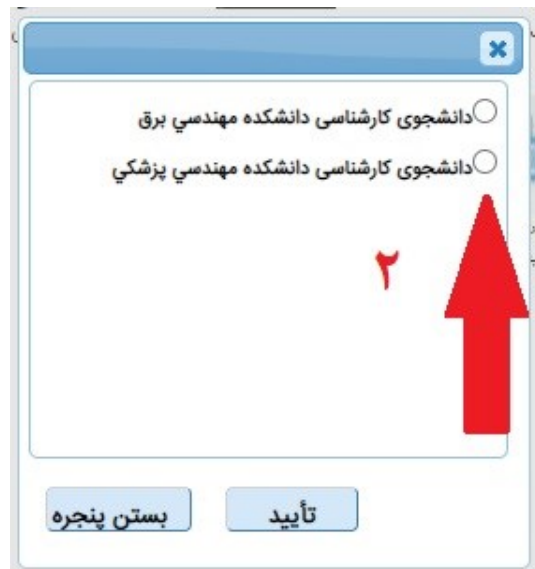 دانشجوی کارشناسی دانشکده مهندسي برق
دانشجوی کارشناسی دانشکده مهندسي پزشکي
۲
تأیید
بستن پنجره